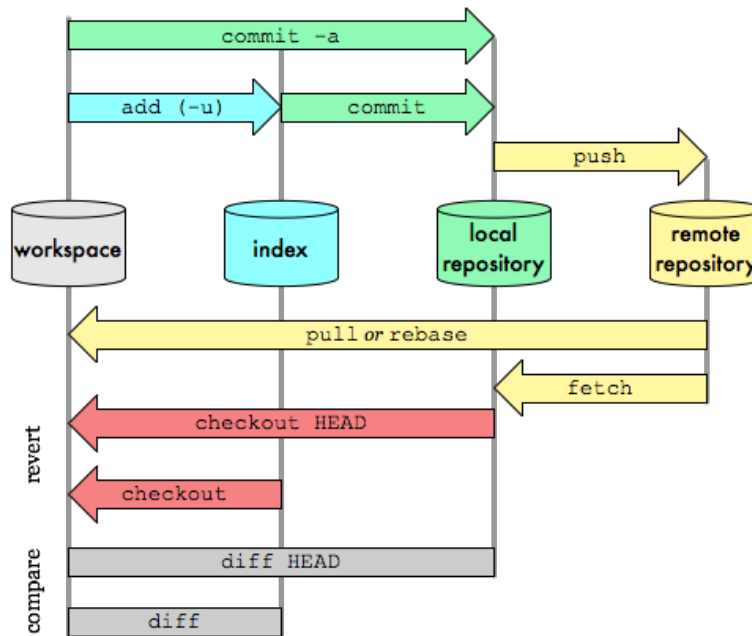 commit -a
add (-u)
commit
push
workspace
index
local
repository
remote
repository
pull or rebase
fetch
checkout HEAD
revert
checkout
diff HEAD
compare
diff